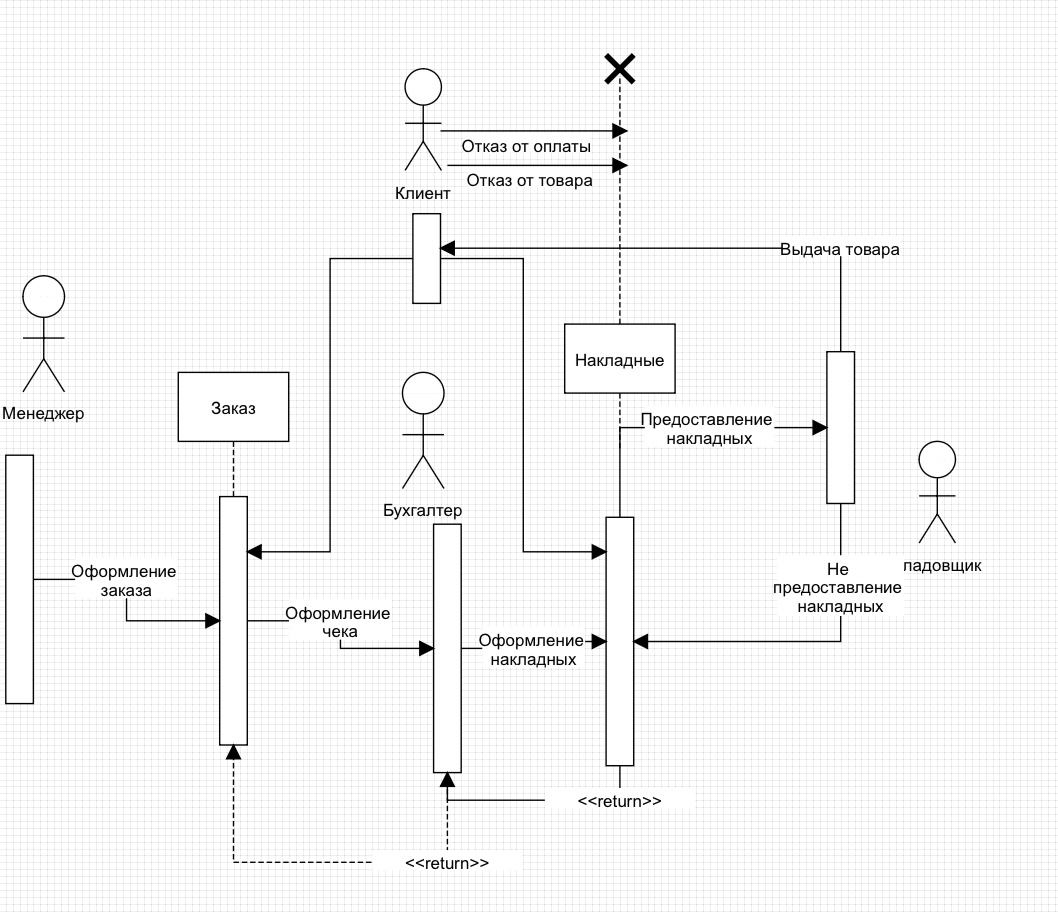 Отказ от оплаты
Отказ от товара
Клиент
Выдача товара
Накладные
Заказ
Менеджер
Предоставление
накладных
Бухгалтер
падовщик
Не
предоставление
накладных
Оформление
заказа
Оформление
чека
Оформление
накладных
<<return>>
<<return>>